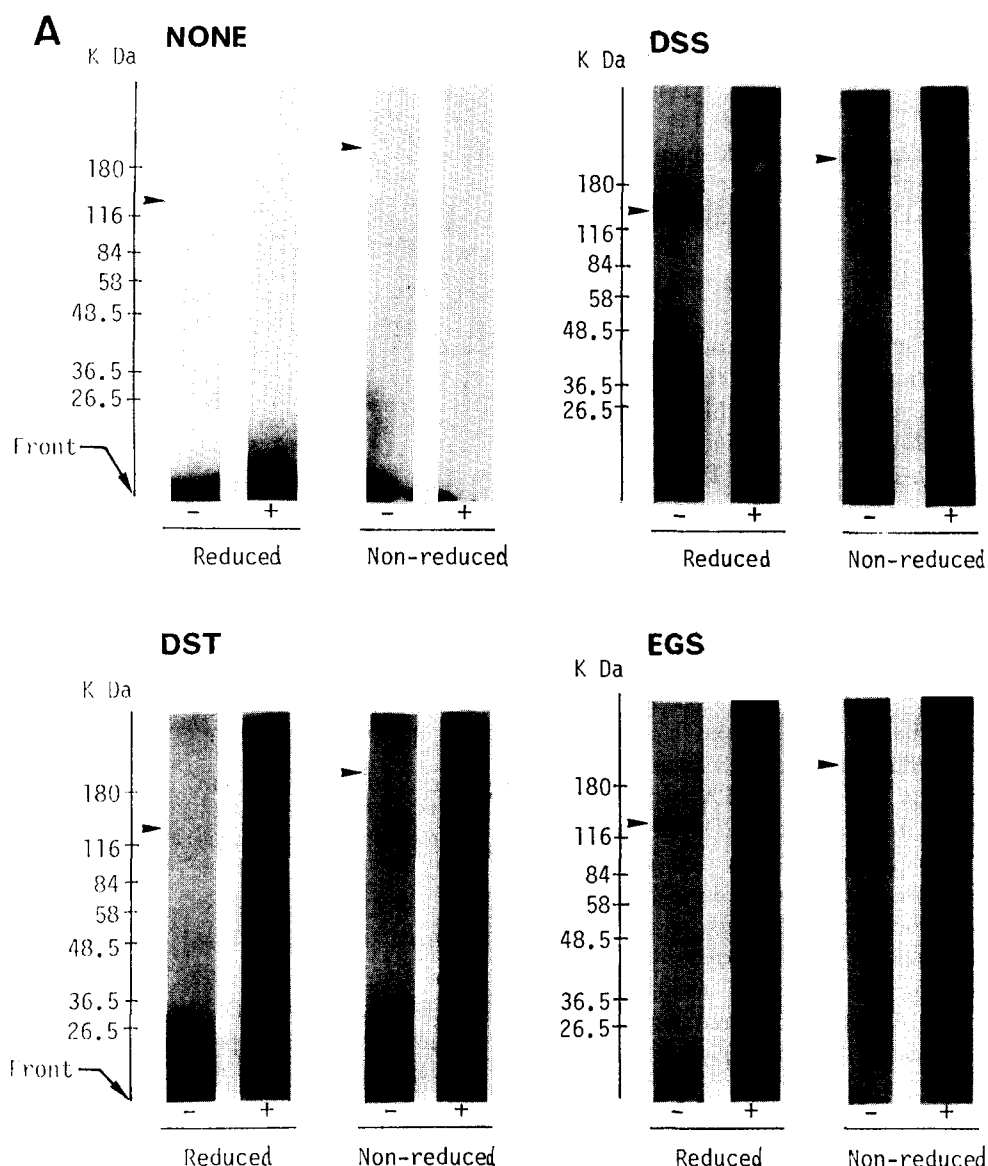 A
NONE
K Da
180
116
84
58
48.5
36.5
26.5
Front
- +
- +
Reduced
Non-reduced
DSS
K Da
180
116
84
58
48.5
36.5
26.5
- +
- +
Reduced
Non-reduced
DST
K Da
180
116
84
58
48.5
36.5
26.5
Front
- +
- +
Reduced
Non-reduced
EGS
K Da
180
116
84
58
48.5
36.5
26.5
- +
- +
Reduced
Non-reduced